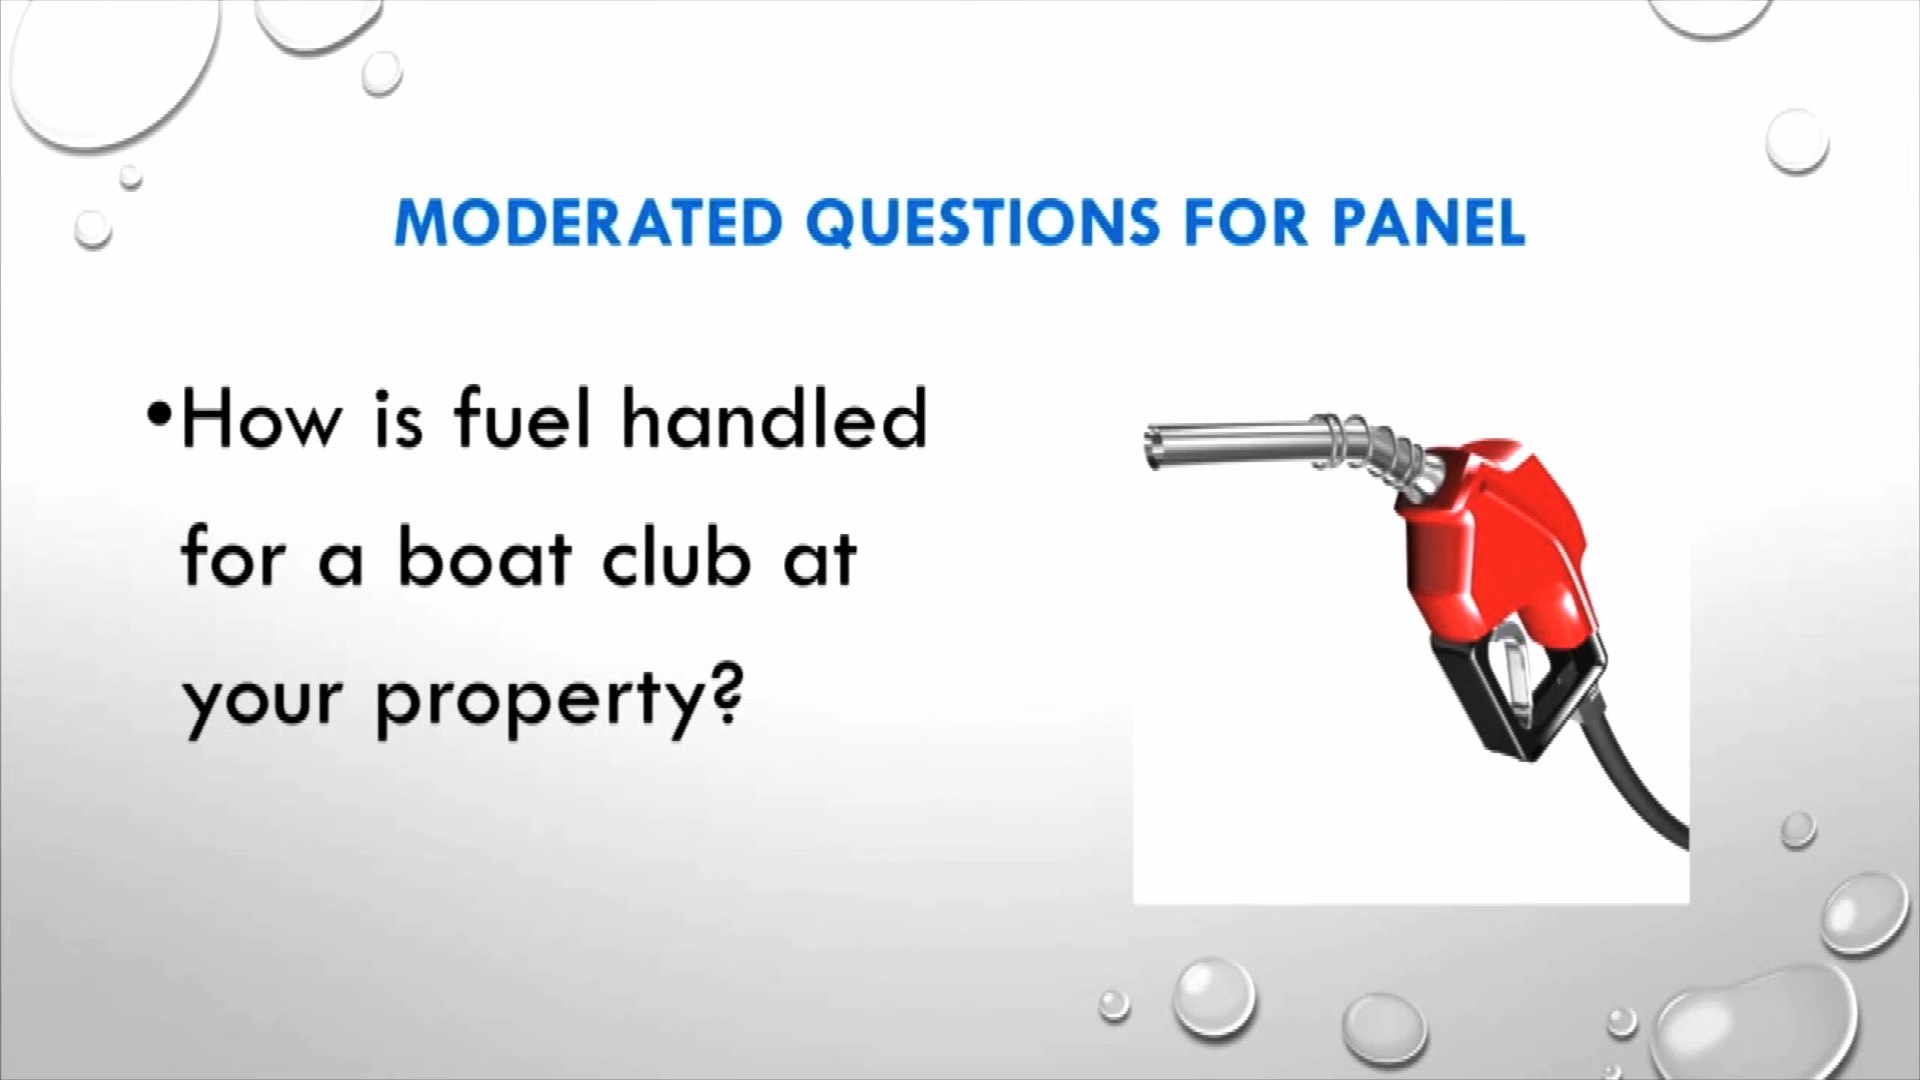 MODERATED QUESTIONS FOR PANEL
•How is fuel handled
for a boat club at
your property?